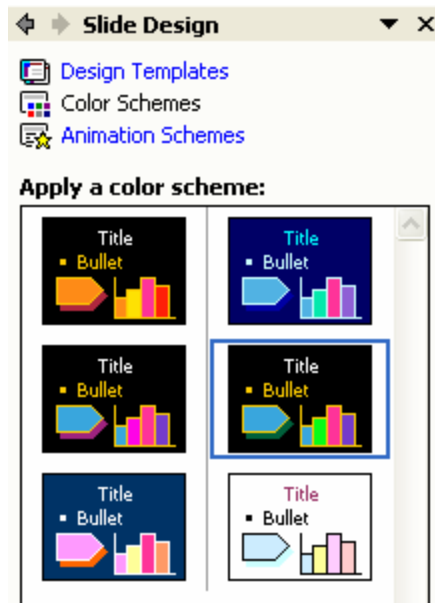 Slide Design
Design Templates
Color Schemes
Animation Schemes
Apply a color scheme:
Title
Bullet
Title
Bullet
Title
Bullet
Title
Bullet
Title
Bullet
Title
Bullet